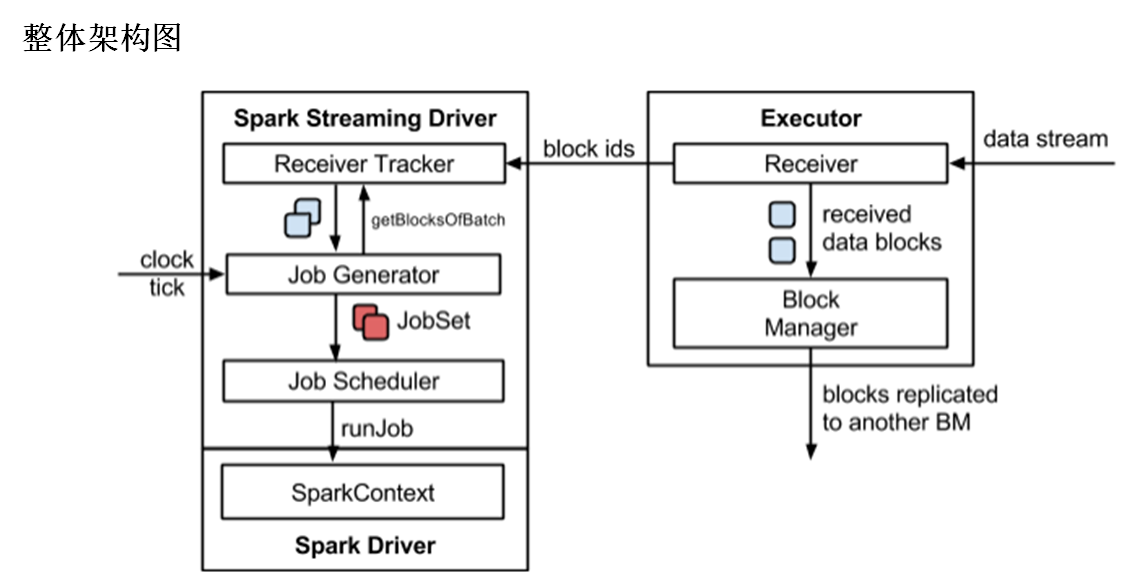 整体架构图
Spark Streaming Driver
Receiver Tracker
getBlocksOfBatch
clock
tick
Job Generator
JobSet
Job Scheduler
runJob
SparkContext
Spark Driver
block ids
Executor
Receiver
data stream
received
data blocks
Block
Manager
blocks replicated
to another BM